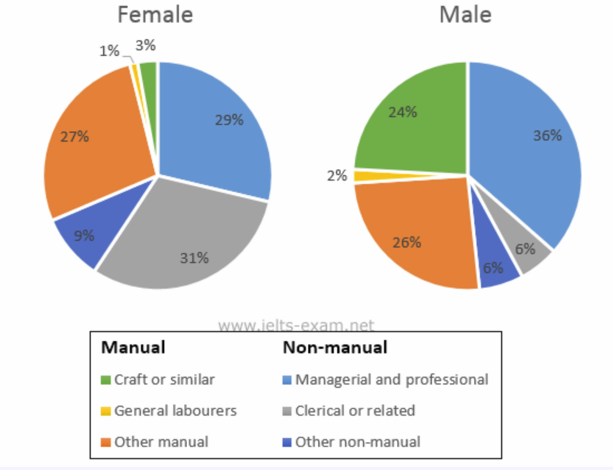 Female
Male
1%
3%
29%
27%
9%
31%
24%
36%
2%
26%
6%
6%
www.ielts-exam.net
Manual
Non-manual
Craft or similar
Managerial and professional
General labourers
Clerical or related
Other manual
Other non-manual